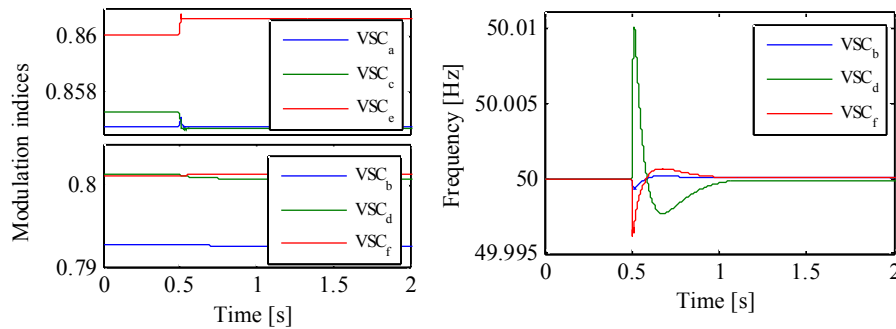 Modulation indices
0.86
0.858
VSC_a
VSC_c
VSC_e
0.8
0.79
VSC_b
VSC_d
VSC_f
0 0.5 1 1.5 2
Time [s]
Frequency [Hz]
50.01
50.005
50
49.995
VSC_b
VSC_d
VSC_f
0 0.5 1 1.5 2
Time [s]